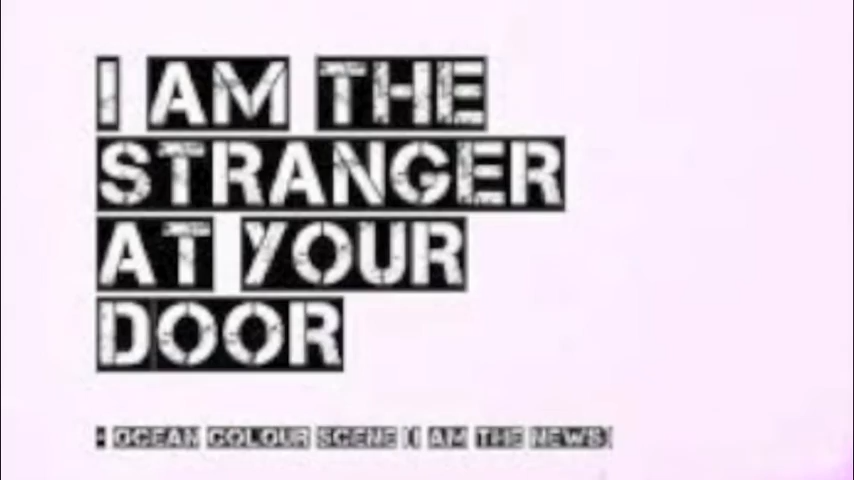 I AM THE
STRANGER
AT YOUR
DOOR
- OCEAN COLOUR SCENE (I AM THE NEWS)